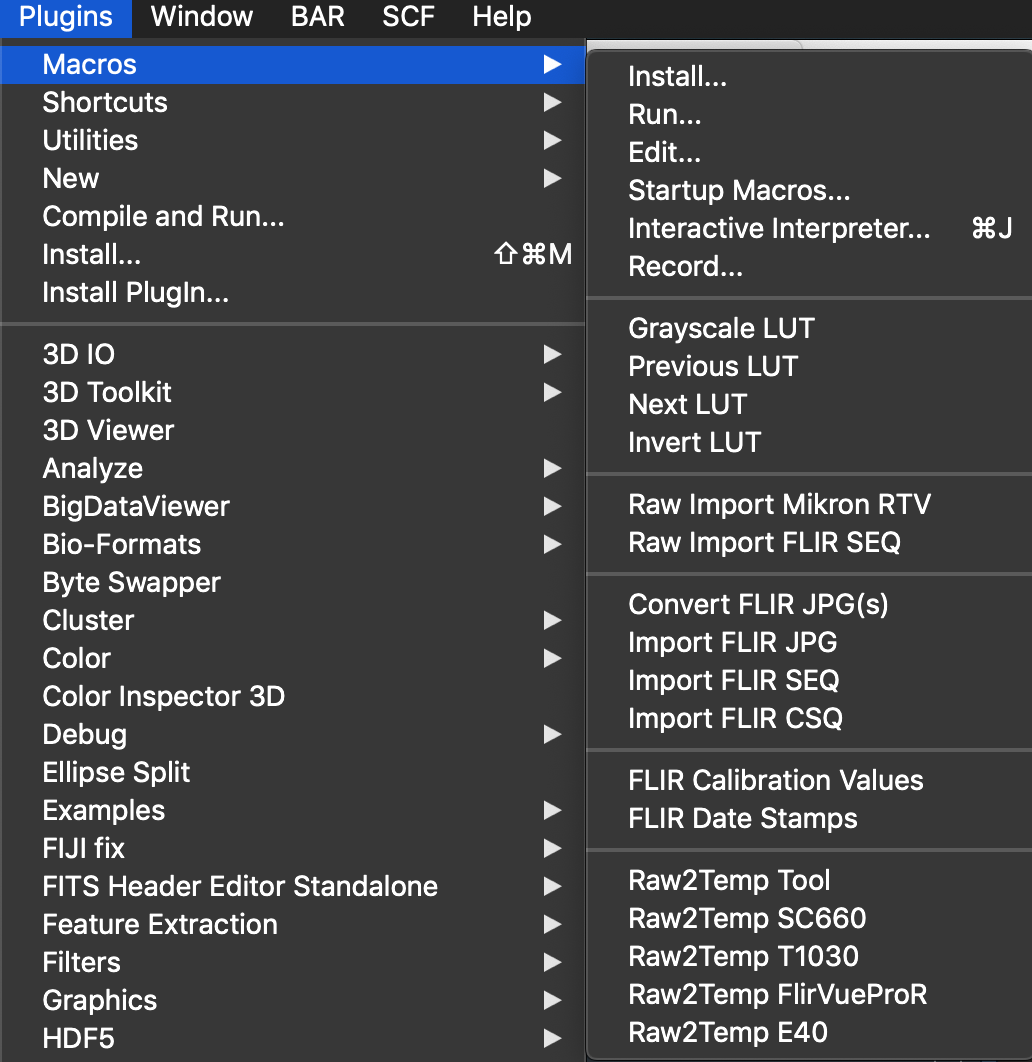 Plugins Window BAR SCF Help
Macros
Shortcuts
Utilities
New
Compile and Run...
Install... ⇧⌘M
Install PlugIn...
3D IO
3D Toolkit
3D Viewer
Analyze
BigDataViewer
Bio-Formats
Byte Swapper
Cluster
Color
Color Inspector 3D
Debug
Ellipse Split
Examples
FIJI fix
FITS Header Editor Standalone
Feature Extraction
Filters
Graphics
HDF5
Install...
Run...
Edit...
Startup Macros...
Interactive Interpreter... ⌘J
Record...
Grayscale LUT
Previous LUT
Next LUT
Invert LUT
Raw Import Mikron RTV
Raw Import FLIR SEQ
Convert FLIR JPG(s)
Import FLIR JPG
Import FLIR SEQ
Import FLIR CSQ
FLIR Calibration Values
FLIR Date Stamps
Raw2Temp Tool
Raw2Temp SC660
Raw2Temp T1030
Raw2Temp FlirVueProR
Raw2Temp E40